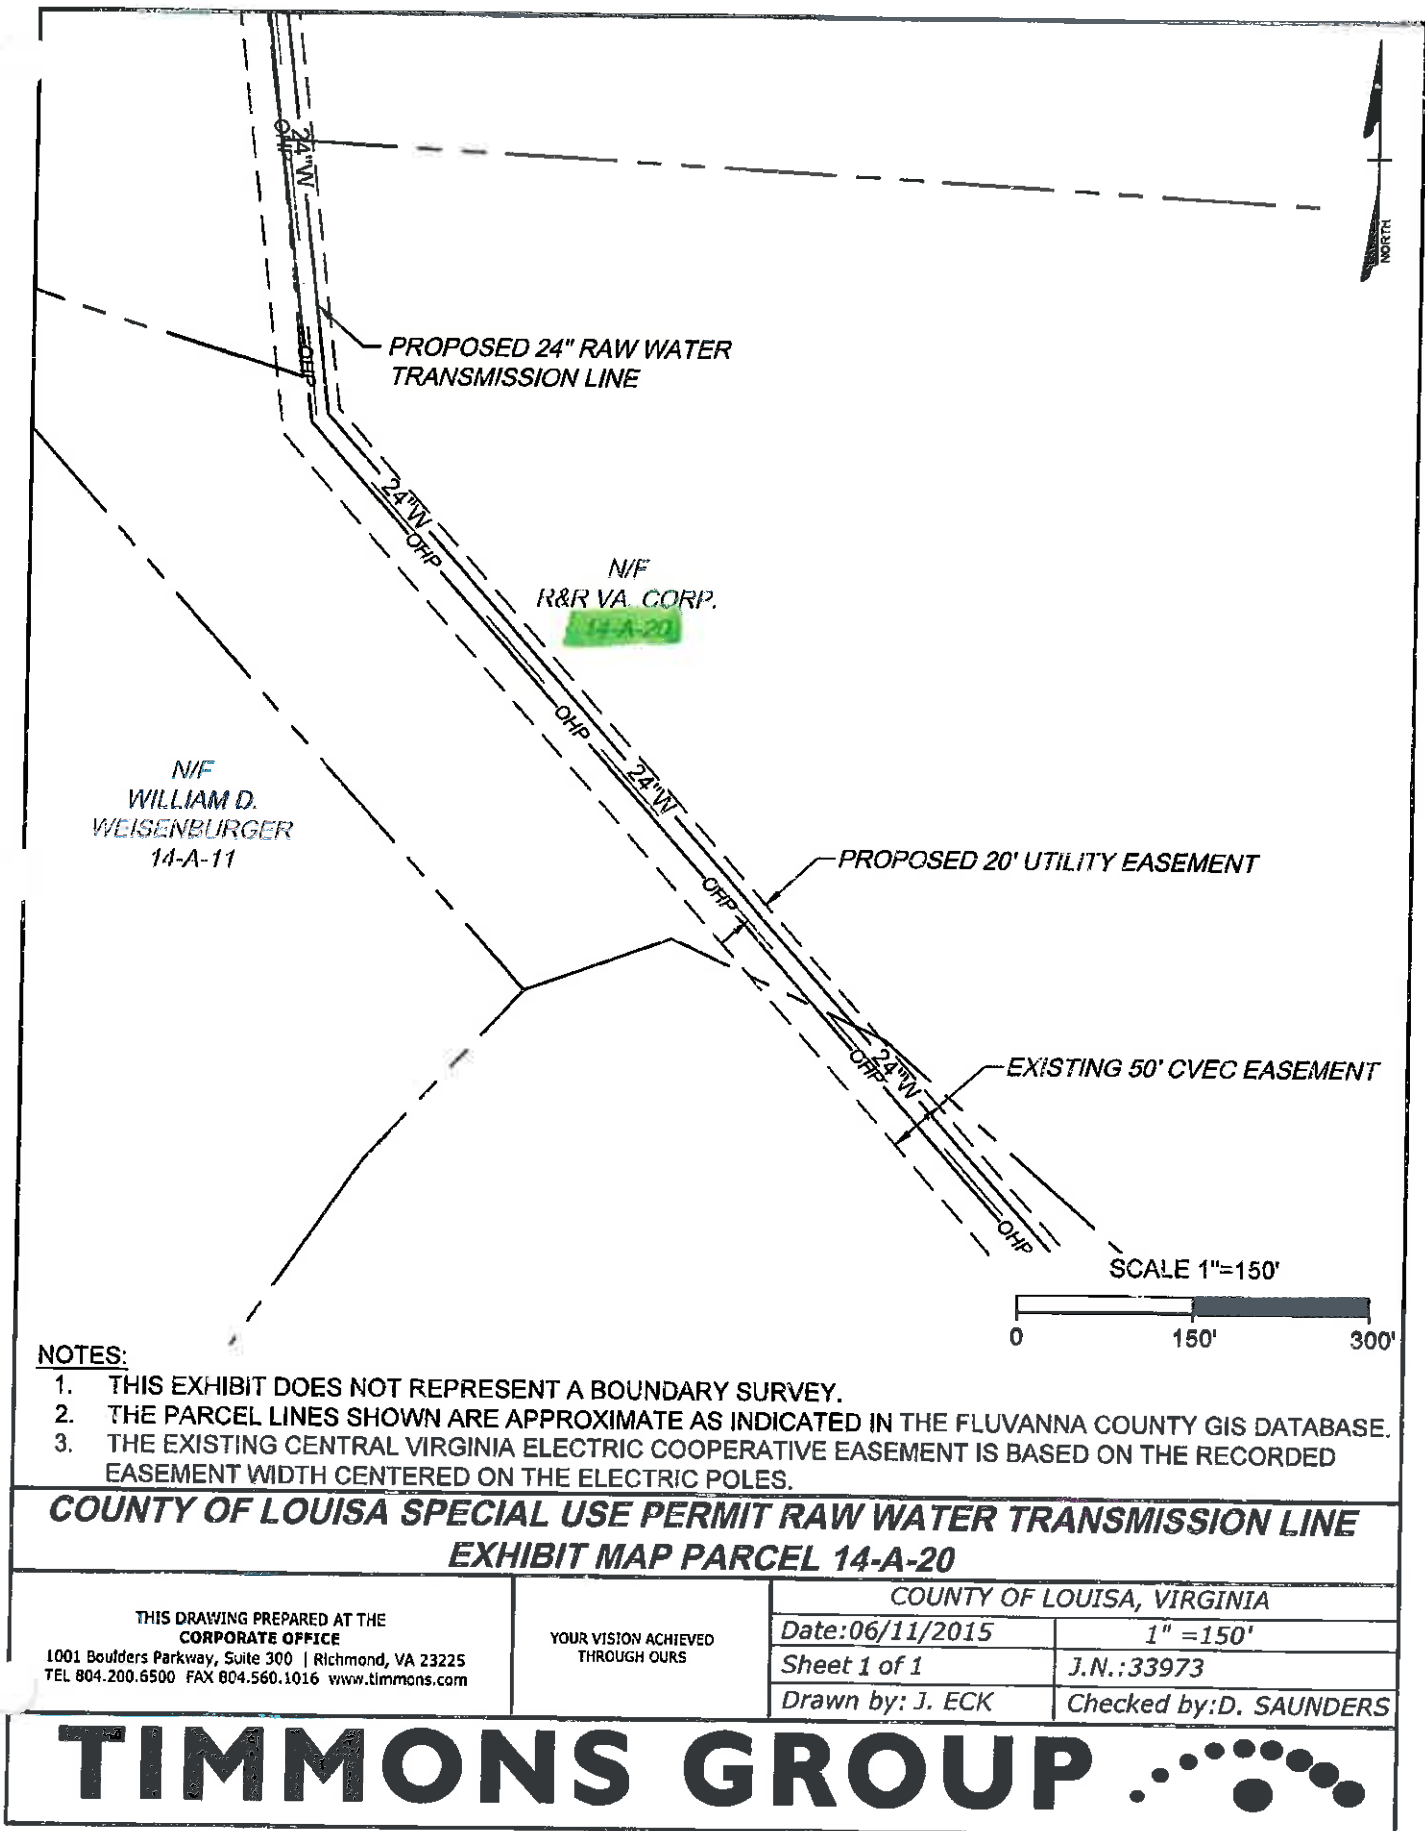 OHP
24"W
NORTH
PROPOSED 24" RAW WATER
TRANSMISSION LINE
OHP
24"W
OHP
N/F
R&R VA. CORP.
14-A-20
OHP
24"W
N/F
WILLIAM D.
WEISENBURGER
14-A-11
PROPOSED 20' UTILITY EASEMENT
OHP
OHP
24"W
EXISTING 50' CVEC EASEMENT
OHP
SCALE 1"=150'
0 150' 300'
NOTES:
1. THIS EXHIBIT DOES NOT REPRESENT A BOUNDARY SURVEY.
2. THE PARCEL LINES SHOWN ARE APPROXIMATE AS INDICATED IN THE FLUVANNA COUNTY GIS DATABASE.
3. THE EXISTING CENTRAL VIRGINIA ELECTRIC COOPERATIVE EASEMENT IS BASED ON THE RECORDED
EASEMENT WIDTH CENTERED ON THE ELECTRIC POLES.
COUNTY OF LOUISA SPECIAL USE PERMIT RAW WATER TRANSMISSION LINE
EXHIBIT MAP PARCEL 14-A-20
THIS DRAWING PREPARED AT THE
CORPORATE OFFICE
1001 Boulders Parkway, Suite 300 | Richmond, VA 23225
TEL 804.200.6500 FAX 804.560.1016 www.timmons.com
YOUR VISION ACHIEVED
THROUGH OURS
COUNTY OF LOUISA, VIRGINIA
Date:06/11/2015 1" =150'
Sheet 1 of 1 J.N.:33973
Drawn by: J. ECK Checked by:D. SAUNDERS
TIMMONS GROUP